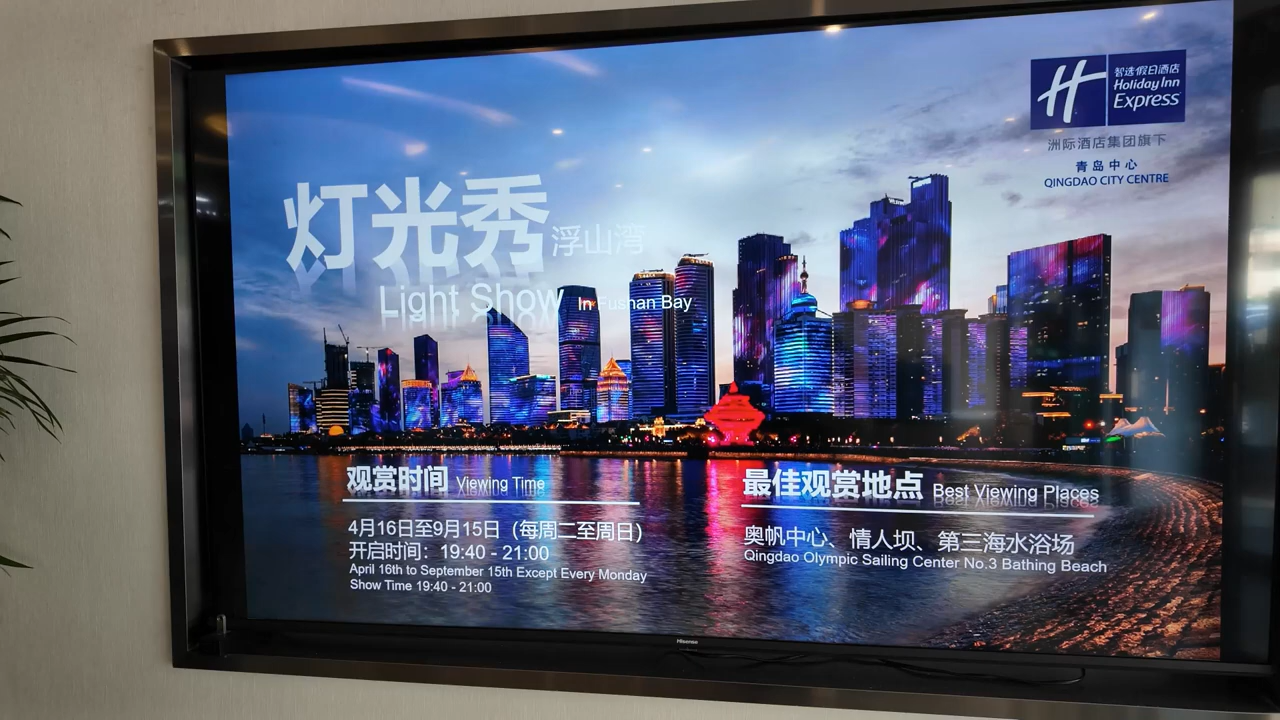 智选假日酒店
Holiday Inn
Express
洲际酒店集团旗下
青岛中心
QINGDAO CITY CENTRE
灯光秀 浮山湾
Light Show In Fushan Bay
观赏时间 Viewing Time
4月16日至9月15日（每周二至周日）
开启时间：19:40 - 21:00
April 16th to September 15th Except Every Monday
Show Time 19:40 - 21:00
最佳观赏地点 Best Viewing Places
奥帆中心、情人坝、第三海水浴场
Qingdao Olympic Sailing Center No.3 Bathing Beach
Hisense